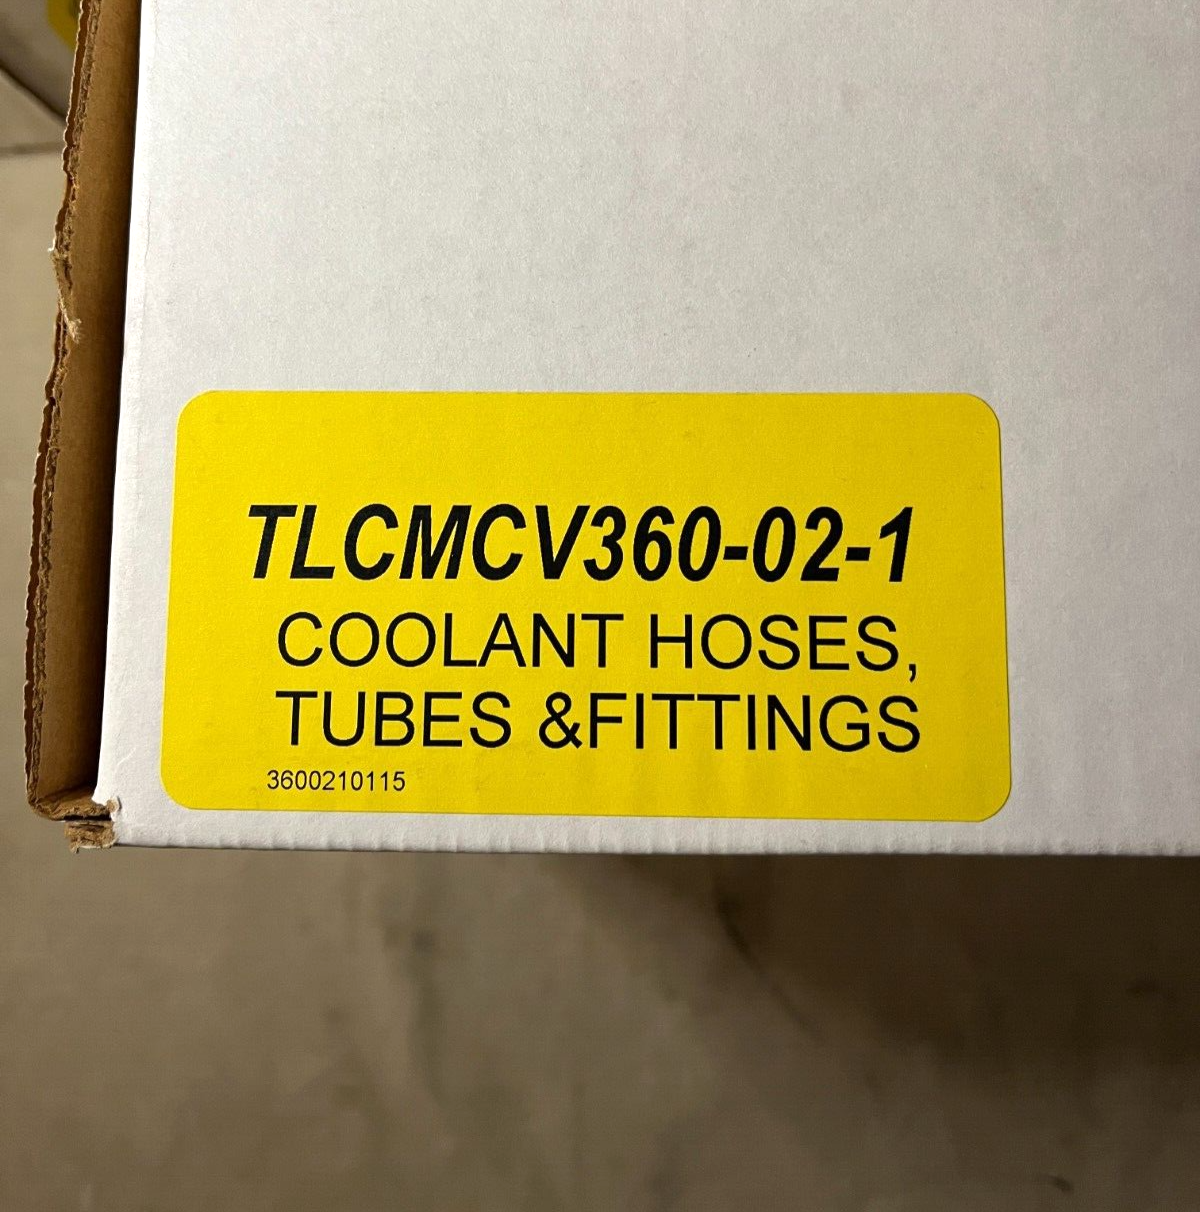 TLCMCV360-02-1
COOLANT HOSES,
TUBES &FITTINGS
3600210115